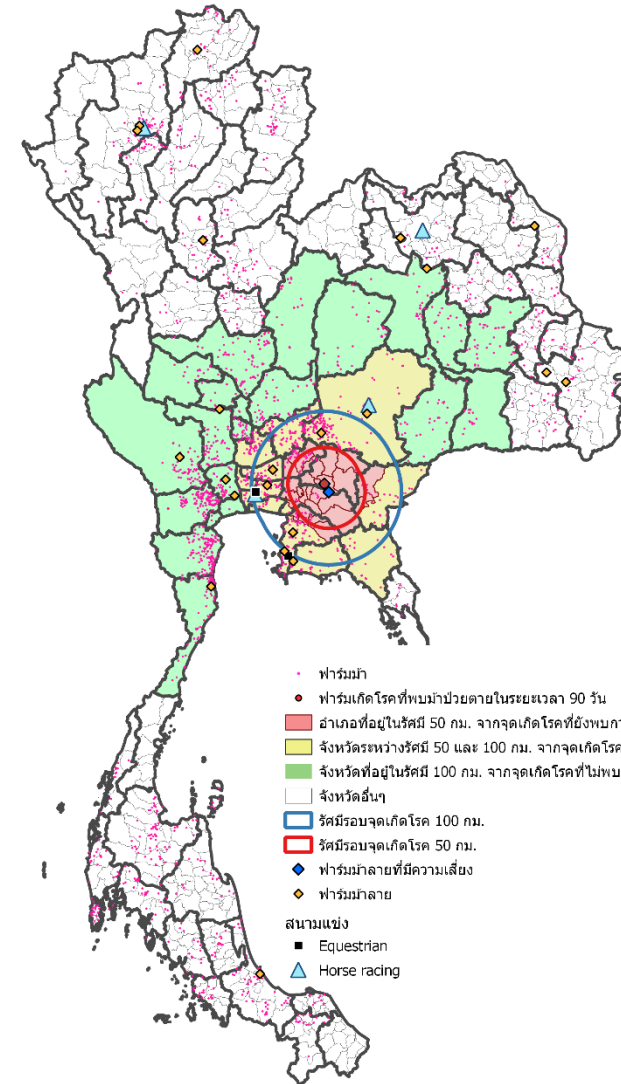 ฟาร์มม้า
ฟาร์มเกิดโรคที่พบม้าป่วยตายในระยะเวลา 90 วัน
อำเภอที่อยู่ในรัศมี 50 กม. จากจุดเกิดโรคที่ยังพบกา
จังหวัดระหว่างรัศมี 50 และ 100 กม. จากจุดเกิดโรค
จังหวัดที่อยู่ในรัศมี 100 กม. จากจุดเกิดโรคที่ไม่พบ
จังหวัดอื่นๆ
รัศมีรอบจุดเกิดโรค 100 กม.
รัศมีรอบจุดเกิดโรค 50 กม.
ฟาร์มม้าลายที่มีความเสี่ยง
ฟาร์มม้าลาย
สนามแข่ง
Equestrian
Horse racing